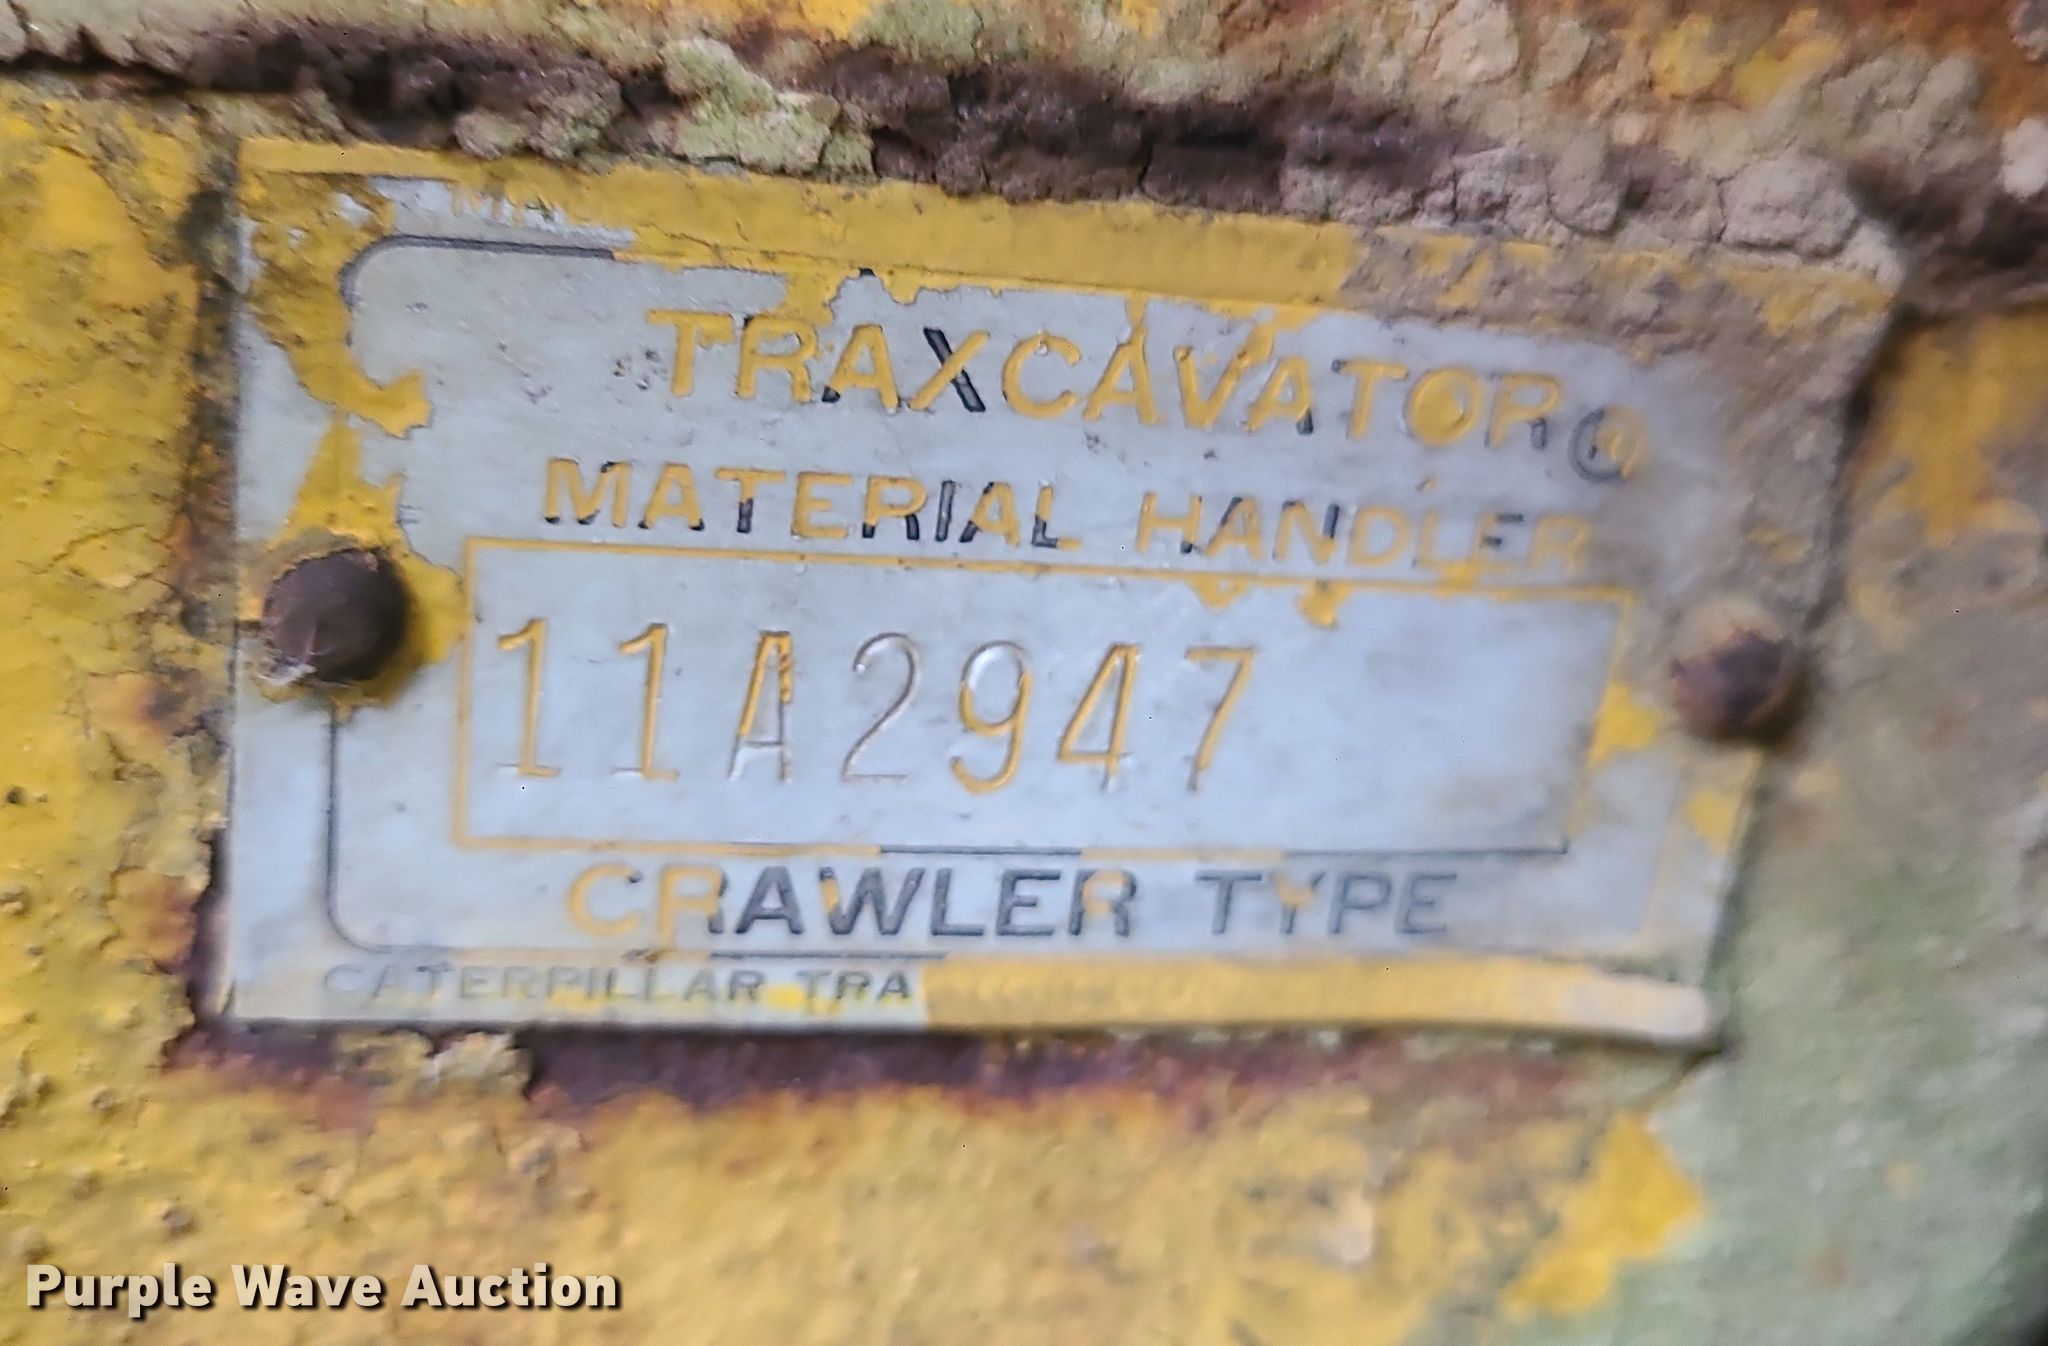 TRAXCAVATOR®
MATERIAL HANDLER
11A2947
CRAWLER TYPE
CATERPILLAR TRA
Purple Wave Auction